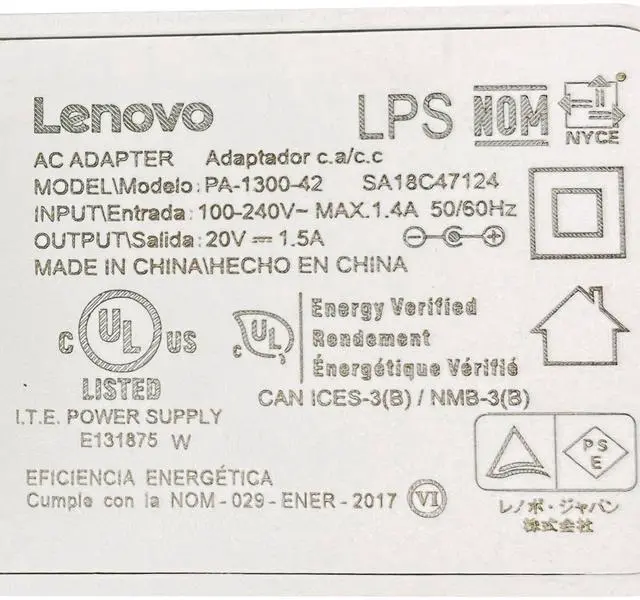 Lenovo LPS NOM
NYCE
AC ADAPTER Adaptador c.a/c.c
MODEL\Modelo: PA-1300-42 SA18C47124
INPUT\Entrada: 100-240V~ MAX.1.4A 50/60Hz
OUTPUT\Salida: 20V ⎓ 1.5A
MADE IN CHINA\HECHO EN CHINA
C UL US
LISTED
I.T.E. POWER SUPPLY
E131875 W
C UL
Energy Verified
Rendement
Énergétique Vérifié
CAN ICES-3(B) / NMB-3(B)
EFICIENCIA ENERGÉTICA
Cumple con la NOM-029-ENER-2017 VI
PS
E
レノボ・ジャパン
株式会社